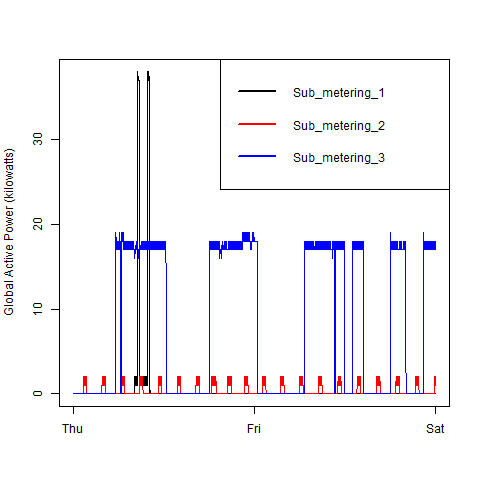 Sub_metering_1
Sub_metering_2
Sub_metering_3
Global Active Power (kilowatts)
30
20
10
0
Thu Fri Sat